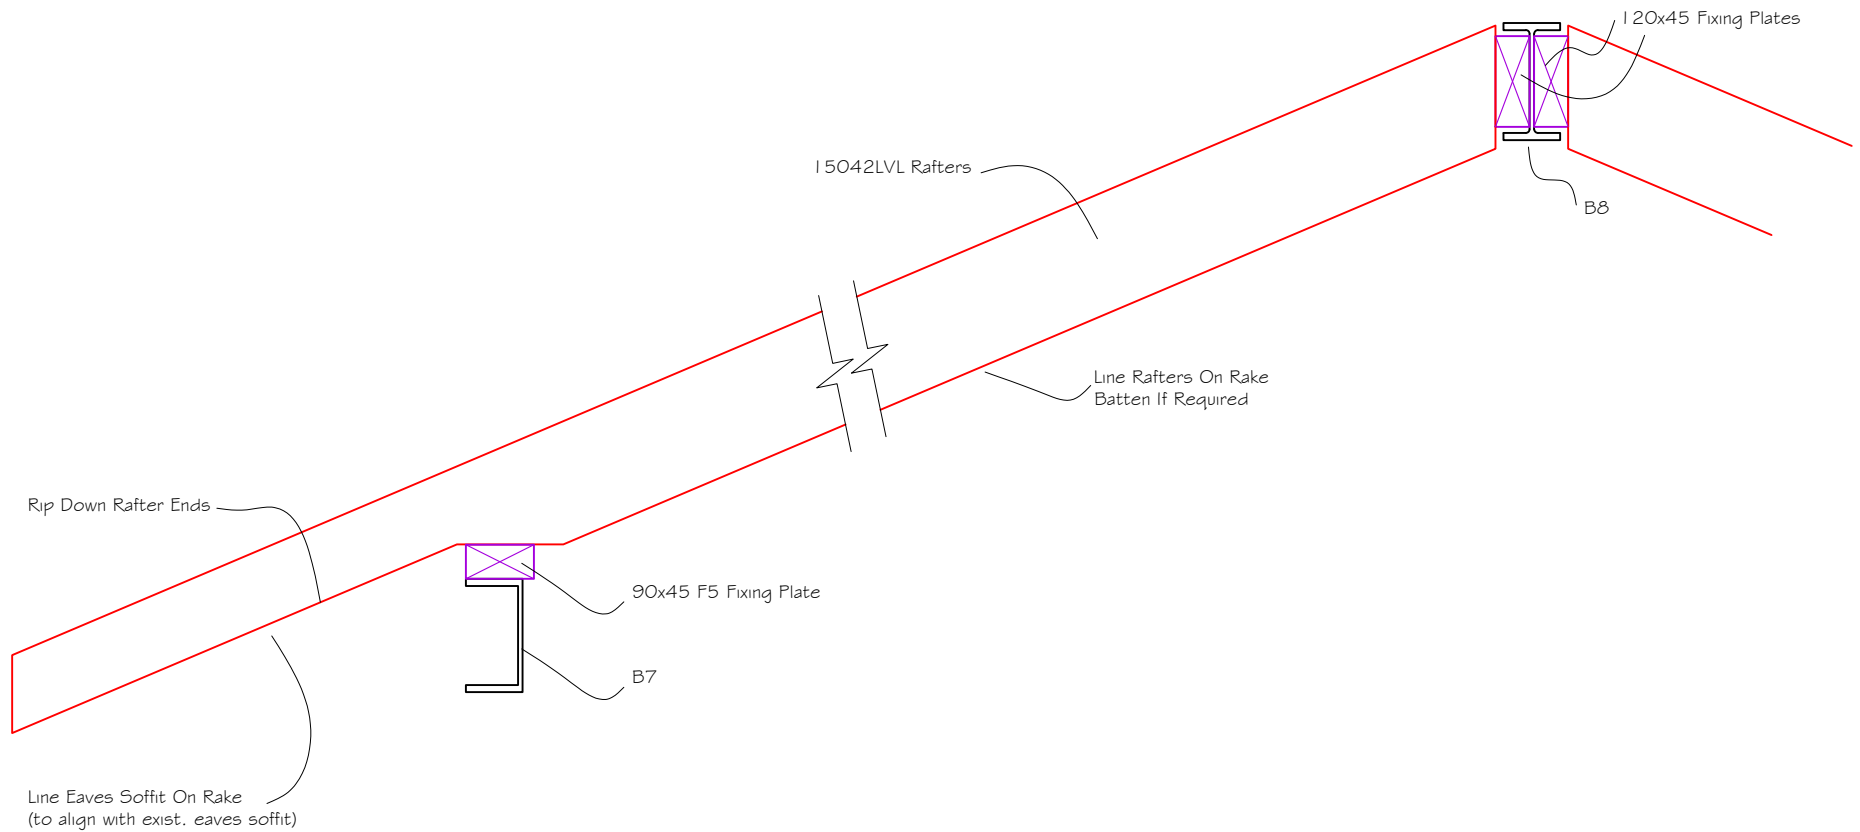 120x45 Fixing Plates
15042LVL Rafters
B8
Line Rafters On Rake
Batten If Required
Rip Down Rafter Ends
90x45 F5 Fixing Plate
B7
Line Eaves Soffit On Rake
(to align with exist. eaves soffit)